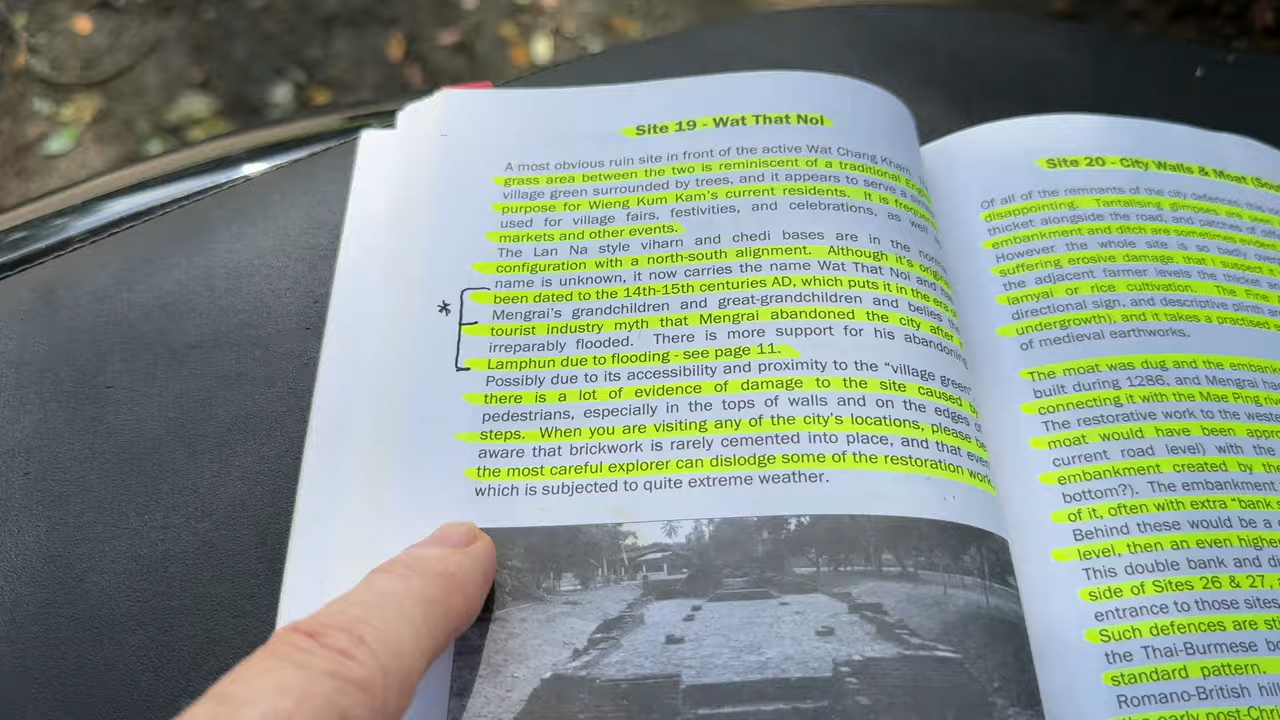 Site 19 - Wat That Noi
A most obvious ruin site in front of the active Wat Chang Kham.
grass area between the two is reminiscent of a traditional
village green surrounded by trees, and it appears to serve a
purpose for Wieng Kum Kam's current residents. It is
used for village fairs, festivities, and celebrations, as well
markets and other events.
The Lan Na style viharn and chedi bases are in the
configuration with a north-south alignment. Although it's
name is unknown, it now carries the name Wat That Noi and
been dated to the 14th-15th centuries AD, which puts it in the era
Mengrai's grandchildren and great-grandchildren and belies the
* tourist industry myth that Mengrai abandoned the city after
irreparably flooded. There is more support for his abandoning
Lamphun due to flooding - see page 11.
Possibly due to its accessibility and proximity to the "village green"
there is a lot of evidence of damage to the site caused by
pedestrians, especially in the tops of walls and on the edges of
steps. When you are visiting any of the city's locations, please be
aware that brickwork is rarely cemented into place, and that even
the most careful explorer can dislodge some of the restoration work
which is subjected to quite extreme weather.
Site 20 - City Walls & Moat
Of all of the remnants of the city defences,
disappointing. Tantalising glimpses are
thicket alongside the road, and
embankment and ditch are sometimes evident
However the whole site is so badly
suffering erosive damage, that I suspect
the adjacent farmer levels the thicket
lamyai or rice cultivation. The Fine
directional sign, and descriptive plinth
undergrowth), and it takes a practised
of medieval earthworks.
The moat was dug and the
built during 1286, and Mengrai
connecting it with the Mae Ping
The restorative work to the
moat would have been
current road level) with the
embankment created by the
bottom?). The embankment
of it, often with extra "bank
Behind these would be a
level, then an even higher
This double bank and
side of Sites 26 & 27,
entrance to those sites
Such defences are
the Thai-Burmese
standard pattern.
Romano-British